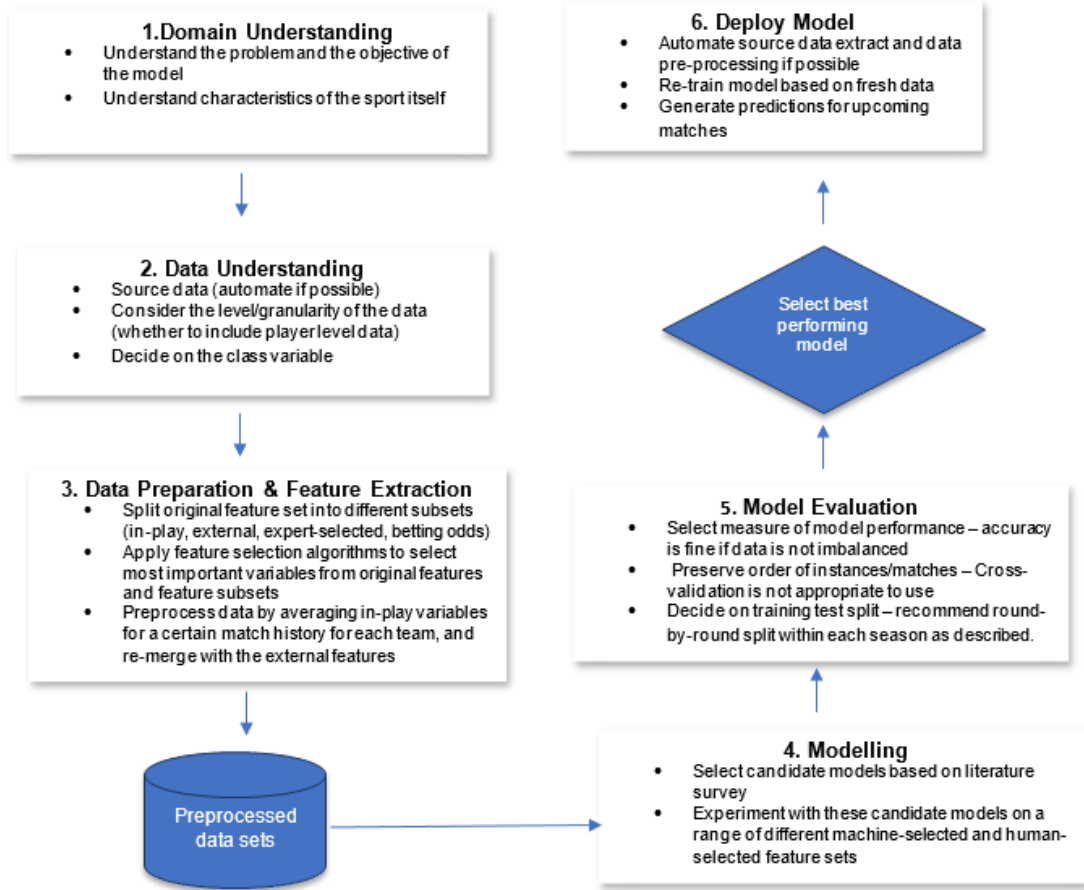 1.Domain Understanding
• Understand the problem and the objective of
the model
• Understand characteristics of the sport itself
2. Data Understanding
• Source data (automate if possible)
• Consider the level/granularity of the data
(whether to include player level data)
• Decide on the class variable
3. Data Preparation & Feature Extraction
• Split original feature set into different subsets
(in-play, external, expert-selected, betting odds)
• Apply feature selection algorithms to select
most important variables from original features
and feature subsets
• Preprocess data by averaging in-play variables
for a certain match history for each team, and
re-merge with the external features
Preprocessed
data sets
4. Modelling
• Select candidate models based on literature
survey
• Experiment with these candidate models on a
range of different machine-selected and human-
selected feature sets
5. Model Evaluation
• Select measure of model performance – accuracy
is fine if data is not imbalanced
• Preserve order of instances/matches – Cross-
validation is not appropriate to use
• Decide on training test split – recommend round-
by-round split within each season as described.
Select best
performing
model
6. Deploy Model
• Automate source data extract and data
pre-processing if possible
• Re-train model based on fresh data
• Generate predictions for upcoming
matches